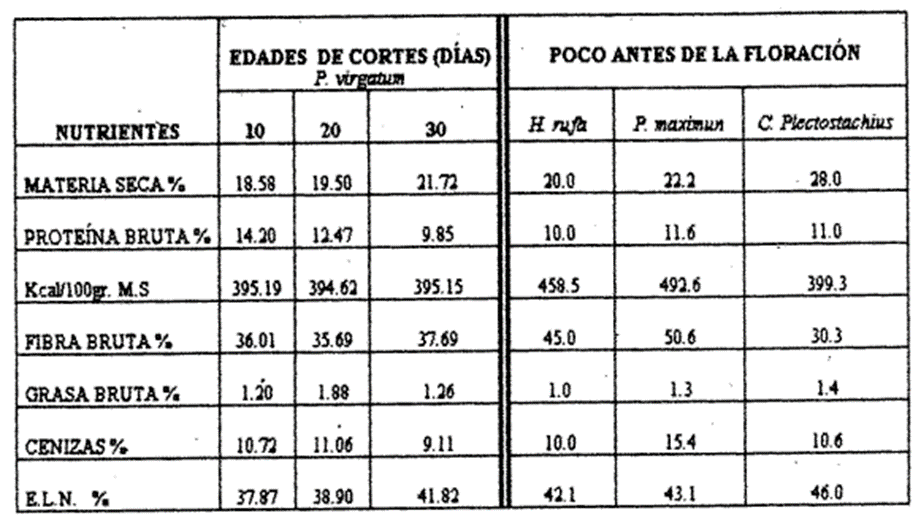 EDADES DE CORTES (DÍAS) POCO ANTES DE LA FLORACIÓN
P. virgatum
NUTRIENTES 10 20 30 H. rufa P. maximun C. Plectostachius
MATERIA SECA % 18.58 19.50 21.72 20.0 22.2 28.0
PROTEÍNA BRUTA % 14.20 12.47 9.85 10.0 11.6 11.0
Kcal/100gr. M.S 395.19 394.62 395.15 458.5 492.6 399.3
FIBRA BRUTA % 36.01 35.69 37.69 45.0 50.6 30.3
GRASA BRUTA % 1.20 1.88 1.26 1.0 1.3 1.4
CENIZAS % 10.72 11.06 9.11 10.0 15.4 10.6
E.L.N. % 37.87 38.90 41.82 42.1 43.1 46.0